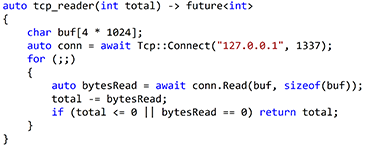 auto tcp_reader(int total) -> future<int>
{
    char buf[4 * 1024];
    auto conn = await Tcp::Connect("127.0.0.1", 1337);
    for (;;)
    {
        auto bytesRead = await conn.Read(buf, sizeof(buf));
        total -= bytesRead;
        if (total <= 0 || bytesRead == 0) return total;
    }
}